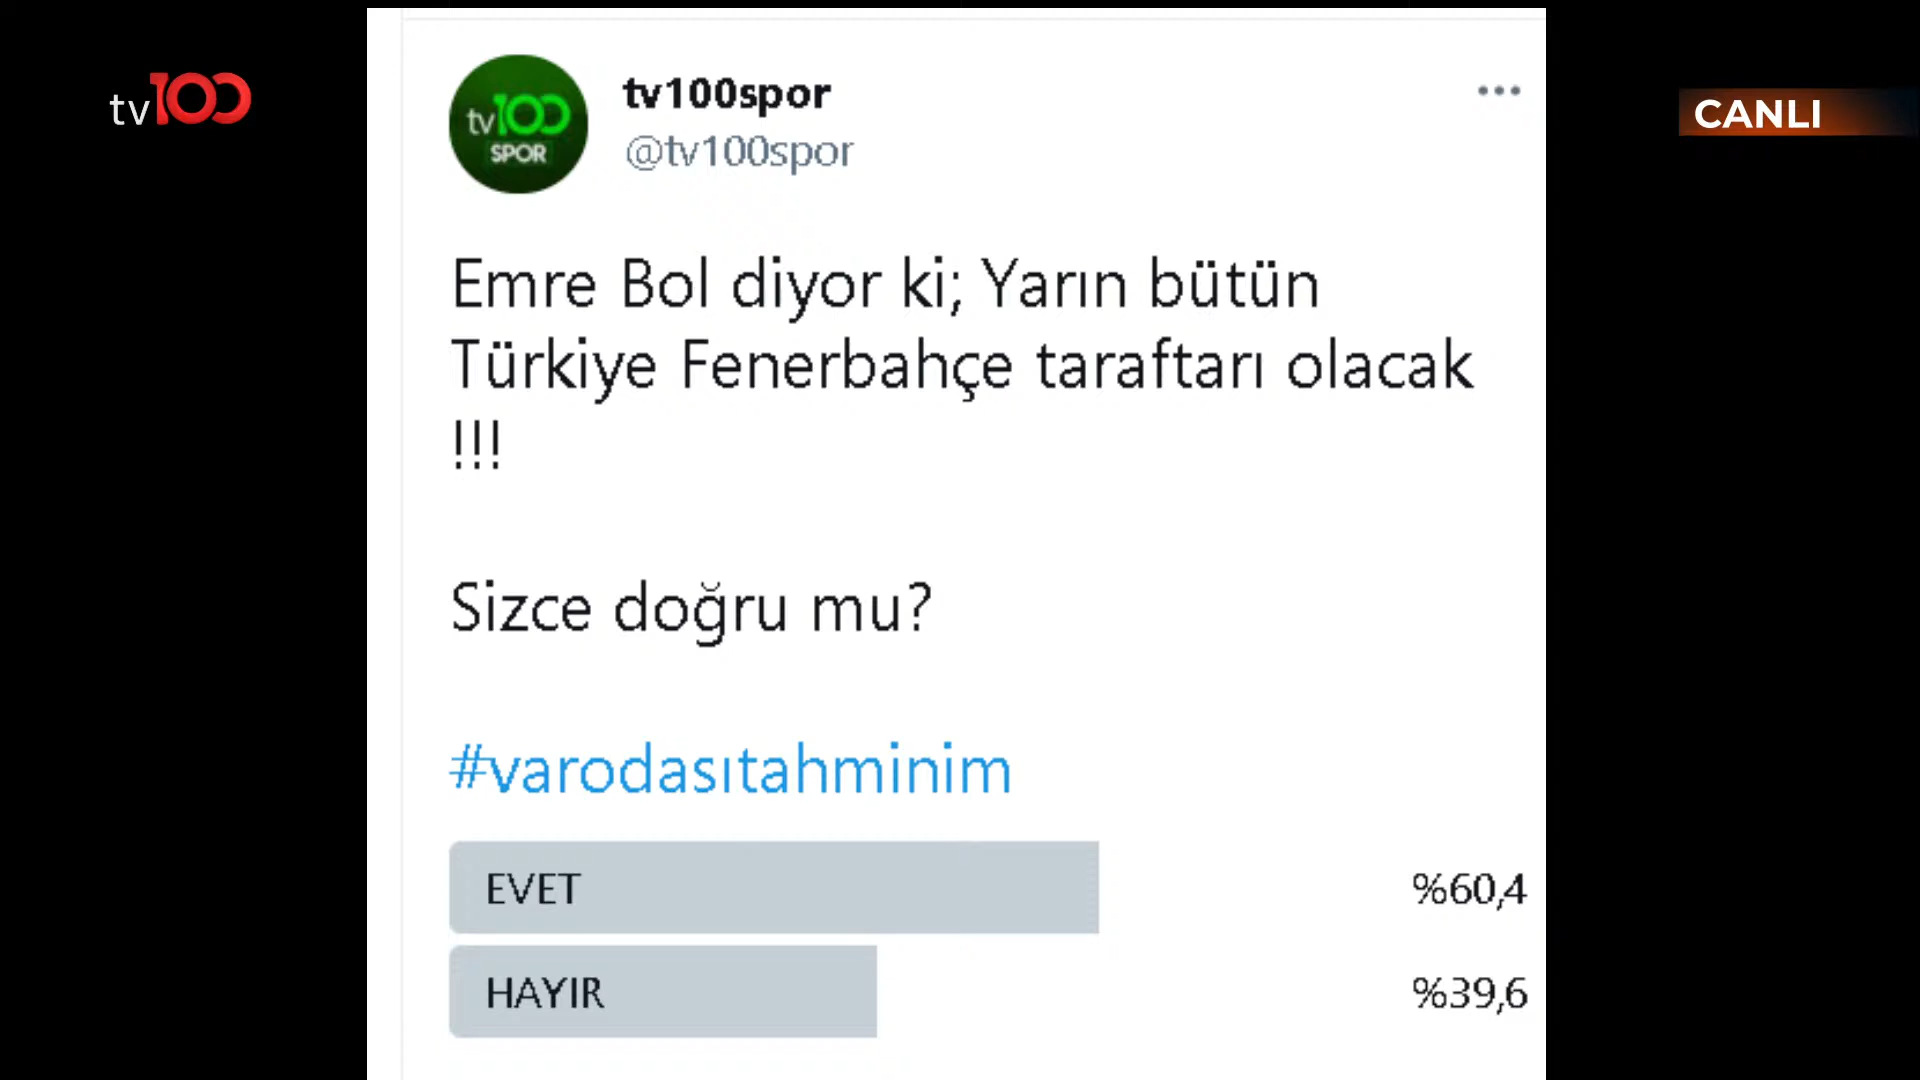 tv100
CANLI
tv100
SPOR
tv100spor
@tv100spor
Emre Bol diyor ki; Yarın bütün
Türkiye Fenerbahçe taraftarı olacak
!!!
Sizce doğru mu?
#varodasıtahminim
EVET %60,4
HAYIR %39,6